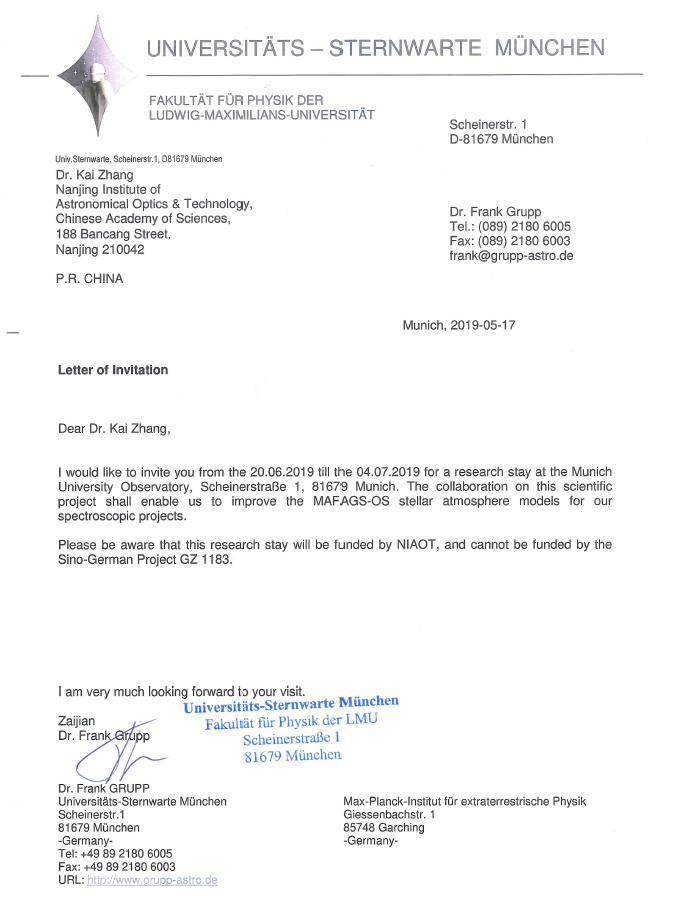 UNIVERSITÄTS – STERNWARTE MÜNCHEN
FAKULTÄT FÜR PHYSIK DER
LUDWIG-MAXIMILIANS-UNIVERSITÄT
Scheinerstr. 1
D-81679 München
Univ.Sternwarte, Scheinerstr.1, D81679 München
Dr. Kai Zhang
Nanjing Institute of
Astronomical Optics & Technology,
Chinese Academy of Sciences,
188 Bancang Street,
Nanjing 210042
P.R. CHINA
Dr. Frank Grupp
Tel.: (089) 2180 6005
Fax: (089) 2180 6003
frank@grupp-astro.de
Munich, 2019-05-17
Letter of Invitation
Dear Dr. Kai Zhang,
I would like to invite you from the 20.06.2019 till the 04.07.2019 for a research stay at the Munich
University Observatory, Scheinerstraße 1, 81679 Munich. The collaboration on this scientific
project shall enable us to improve the MAFAGS-OS stellar atmosphere models for our
spectroscopic projects.
Please be aware that this research stay will be funded by NIAOT, and cannot be funded by the
Sino-German Project GZ 1183.
I am very much looking forward to your visit.
Universitäts-Sternwarte München
Fakultät für Physik der LMU
Scheinerstraße 1
81679 München
Zaijian
Dr. Frank Grupp
Dr. Frank GRUPP
Universitäts-Sternwarte München
Scheinerstr.1
81679 München
-Germany-
Tel: +49 89 2180 6005
Fax: +49 89 2180 6003
URL: http://www.grupp-astro.de
Max-Planck-Institut für extraterrestrische Physik
Giessenbachstr. 1
85748 Garching
-Germany-